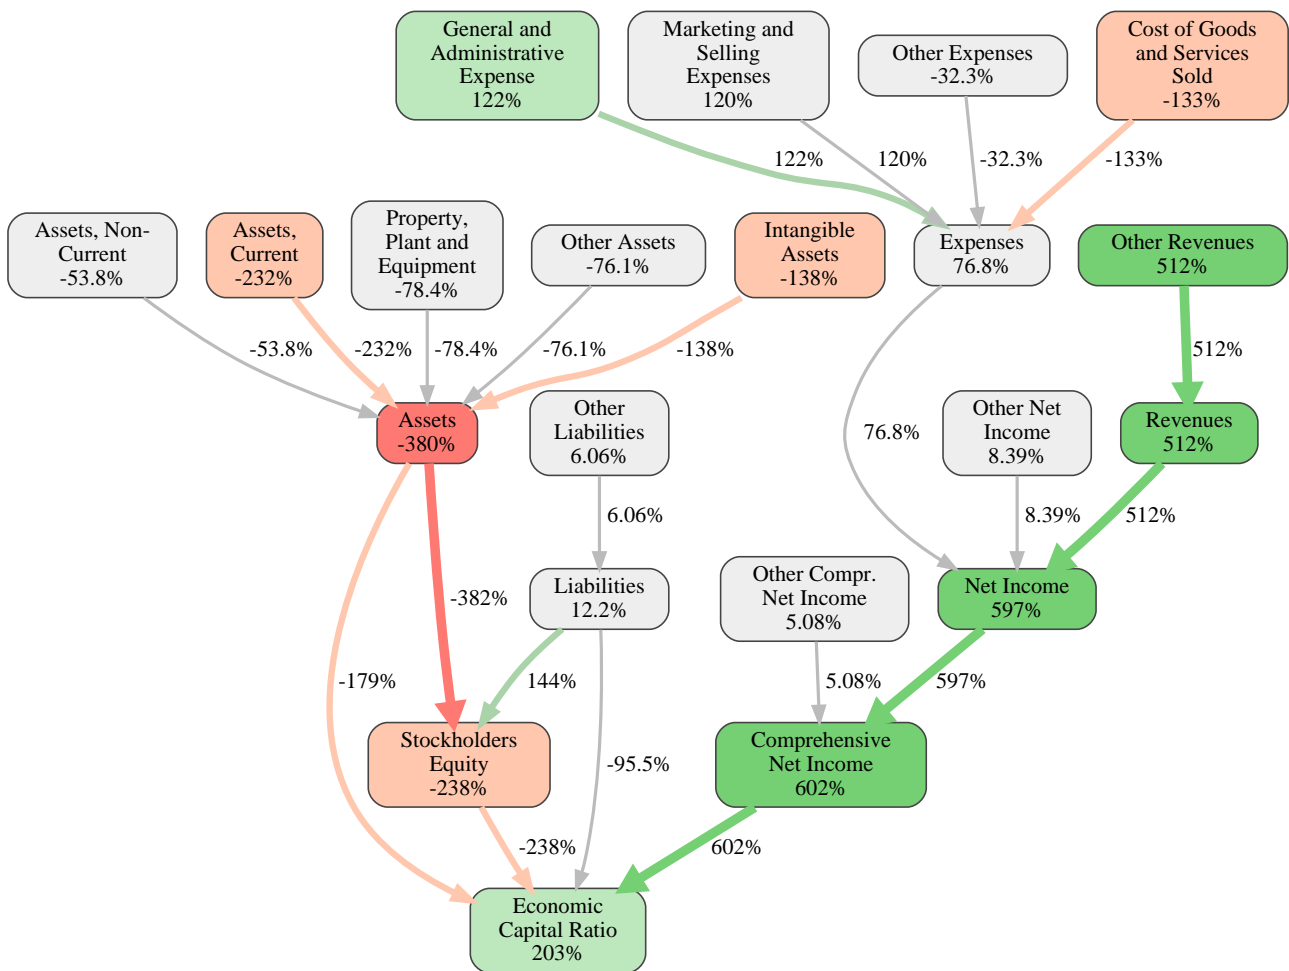 General and
Administrative
Expense
122%
Marketing and
Selling
Expenses
120%
Other Expenses
-32.3%
Cost of Goods
and Services
Sold
-133%
122%
120%
-32.3%
-133%
Assets, Non-
Current
-53.8%
Assets,
Current
-232%
Property,
Plant and
Equipment
-78.4%
Other Assets
-76.1%
Intangible
Assets
-138%
Expenses
76.8%
Other Revenues
512%
-53.8%
-232%
-78.4%
-76.1%
-138%
512%
Assets
-380%
Other
Liabilities
6.06%
76.8%
Other Net
Income
8.39%
Revenues
512%
6.06%
8.39%
512%
-382%
Liabilities
12.2%
Other Compr.
Net Income
5.08%
Net Income
597%
-179%
144%
5.08%
597%
Stockholders
Equity
-238%
-95.5%
Comprehensive
Net Income
602%
-238%
602%
Economic
Capital Ratio
203%